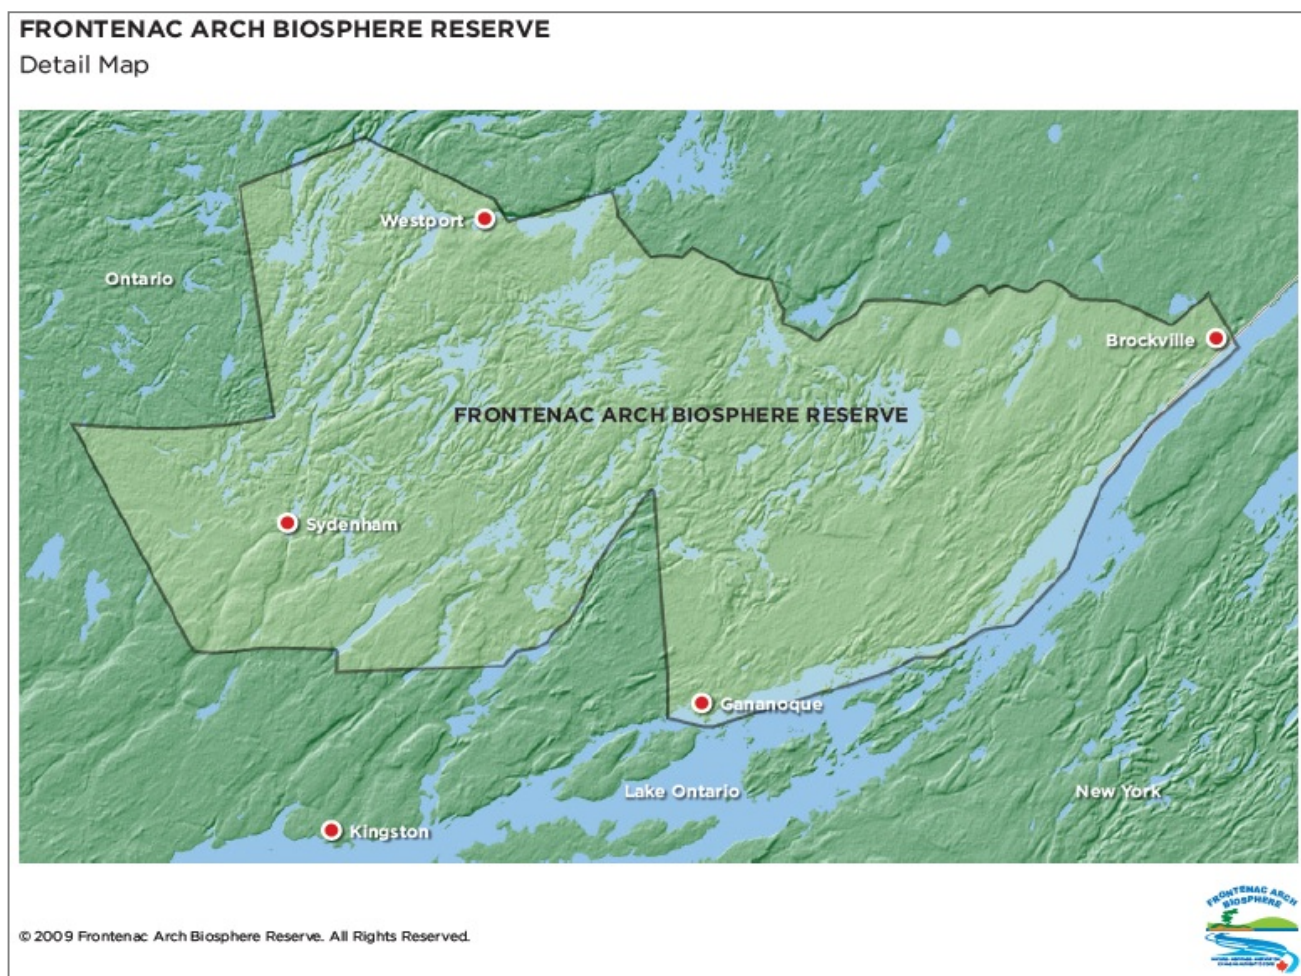 FRONTENAC ARCH BIOSPHERE RESERVE
Detail Map
Westport
Ontario
Brockville
FRONTENAC ARCH BIOSPHERE RESERVE
Sydenham
Gananoque
Lake Ontario
New York
Kingston
FRONTENAC ARCH
BIOSPHERE
© 2009 Frontenac Arch Biosphere Reserve. All Rights Reserved.